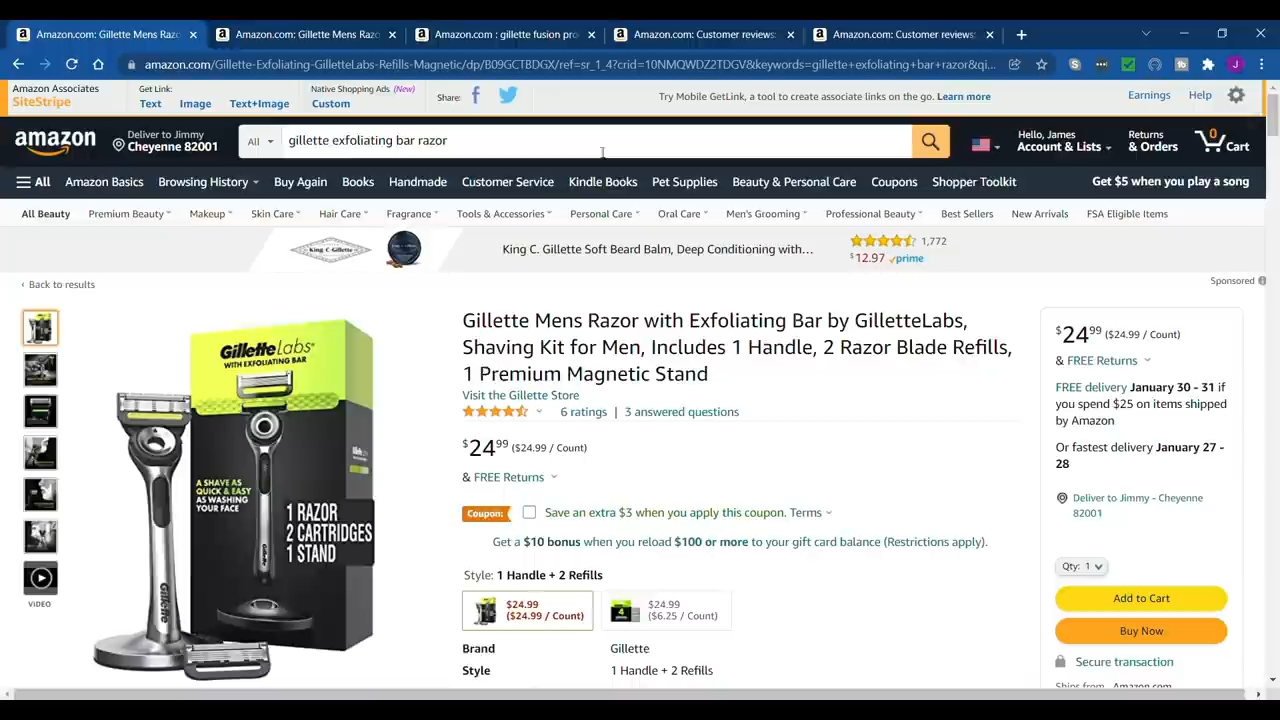 Amazon.com: Gillette Mens Razo
Amazon.com: Gillette Mens Razo
Amazon.com : gillette fusion pro
Amazon.com: Customer reviews:
Amazon.com: Customer reviews:
amazon.com/Gillette-Exfoliating-GilletteLabs-Refills-Magnetic/dp/B09GCTBDGX/ref=sr_1_4?crid=10NMQWDZ2TDGV&keywords=gillette+exfoliating+bar+razor&qi...
J
Amazon Associates
SiteStripe
Get Link:
Text Image Text+Image
Native Shopping Ads (New)
Custom
Share:
Try Mobile GetLink, a tool to create associate links on the go. Learn more
Earnings Help
amazon
Deliver to Jimmy
Cheyenne 82001
All
gillette exfoliating bar razor
Hello, James
Account & Lists
Returns
& Orders
0
Cart
All Amazon Basics Browsing History Buy Again Books Handmade Customer Service Kindle Books Pet Supplies Beauty & Personal Care Coupons Shopper Toolkit Get $5 when you play a song
All Beauty Premium Beauty Makeup Skin Care Hair Care Fragrance Tools & Accessories Personal Care Oral Care Men's Grooming Professional Beauty Best Sellers New Arrivals FSA Eligible Items
King C. Gillette
King C. Gillette Soft Beard Balm, Deep Conditioning with...
1,772
$12.97 prime
‹ Back to results
Sponsored
Gillette Mens Razor with Exfoliating Bar by GilletteLabs,
Shaving Kit for Men, Includes 1 Handle, 2 Razor Blade Refills,
1 Premium Magnetic Stand
Visit the Gillette Store
6 ratings | 3 answered questions
$24.99 ($24.99 / Count)
& FREE Returns
Coupon: Save an extra $3 when you apply this coupon. Terms
Get a $10 bonus when you reload $100 or more to your gift card balance (Restrictions apply).
Style: 1 Handle + 2 Refills
$24.99
($24.99 / Count)
$24.99
($6.25 / Count)
Brand Gillette
Style 1 Handle + 2 Refills
GilletteLabs
WITH EXFOLIATING BAR
A SHAVE AS
QUICK & EASY
AS WASHING
YOUR FACE
1 RAZOR
2 CARTRIDGES
1 STAND
Gillette
VIDEO
$24.99 ($24.99 / Count)
& FREE Returns
FREE delivery January 30 - 31 if
you spend $25 on items shipped
by Amazon
Or fastest delivery January 27 -
28
Deliver to Jimmy - Cheyenne
82001
Qty: 1
Add to Cart
Buy Now
Secure transaction
Ships from Amazon.com